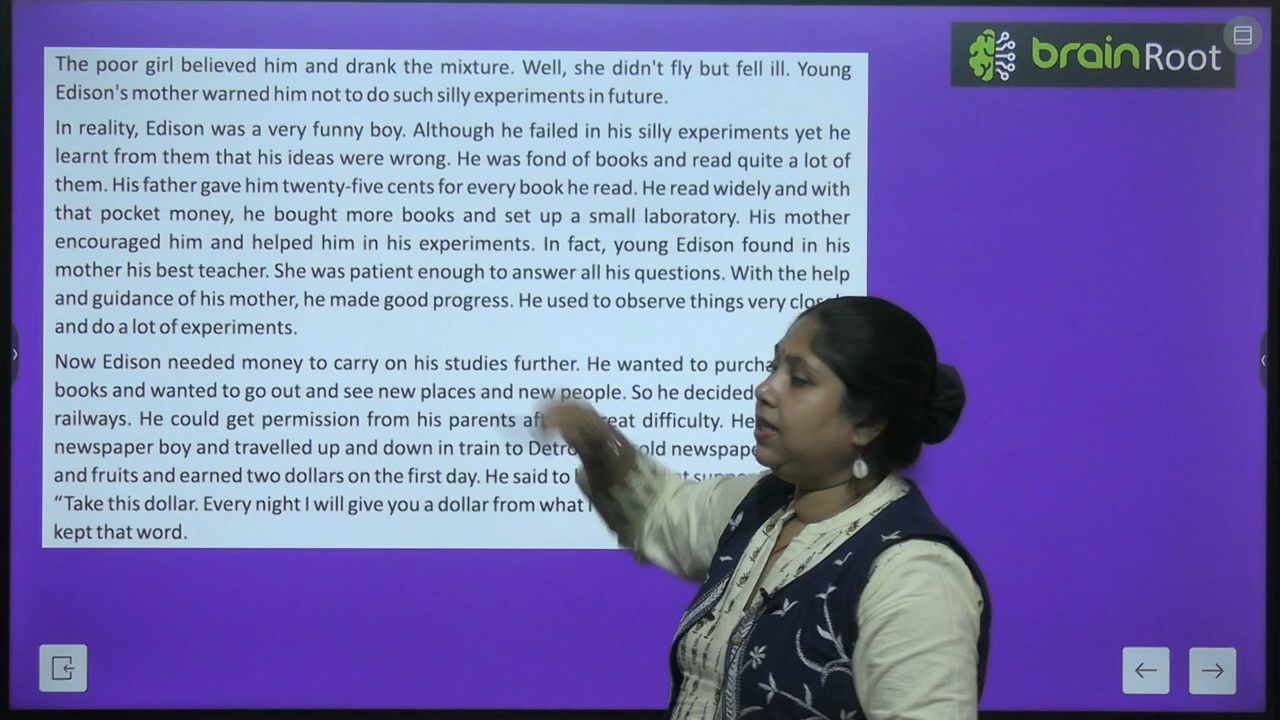 brainRoot
The poor girl believed him and drank the mixture. Well, she didn't fly but fell ill. Young
Edison's mother warned him not to do such silly experiments in future.
In reality, Edison was a very funny boy. Although he failed in his silly experiments yet he
learnt from them that his ideas were wrong. He was fond of books and read quite a lot of
them. His father gave him twenty-five cents for every book he read. He read widely and with
that pocket money, he bought more books and set up a small laboratory. His mother
encouraged him and helped him in his experiments. In fact, young Edison found in his
mother his best teacher. She was patient enough to answer all his questions. With the help
and guidance of his mother, he made good progress. He used to observe things very
and do a lot of experiments.
Now Edison needed money to carry on his studies further. He wanted to
books and wanted to go out and see new places and new people. So he decided
railways. He could get permission from his parents difficulty. He
newspaper boy and travelled up and down in train to
and fruits and earned two dollars on the first day. He said to
“Take this dollar. Every night I will give you a dollar from what
kept that word.